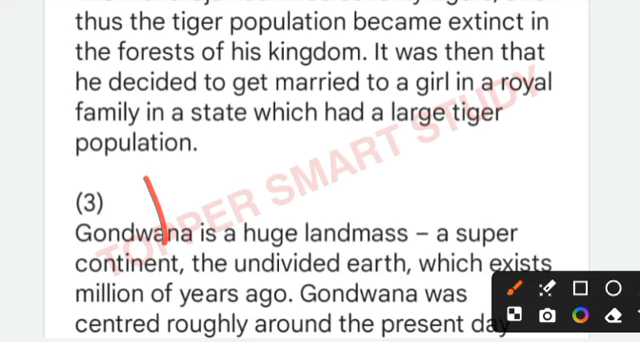 thus the tiger population became extinct in
the forests of his kingdom. It was then that
he decided to get married to a girl in a royal
family in a state which had a large tiger
population.
(3)
Gondwana is a huge landmass – a super
continent, the undivided earth, which exists
million of years ago. Gondwana was
centred roughly around the present day
TOPPER SMART STUDY